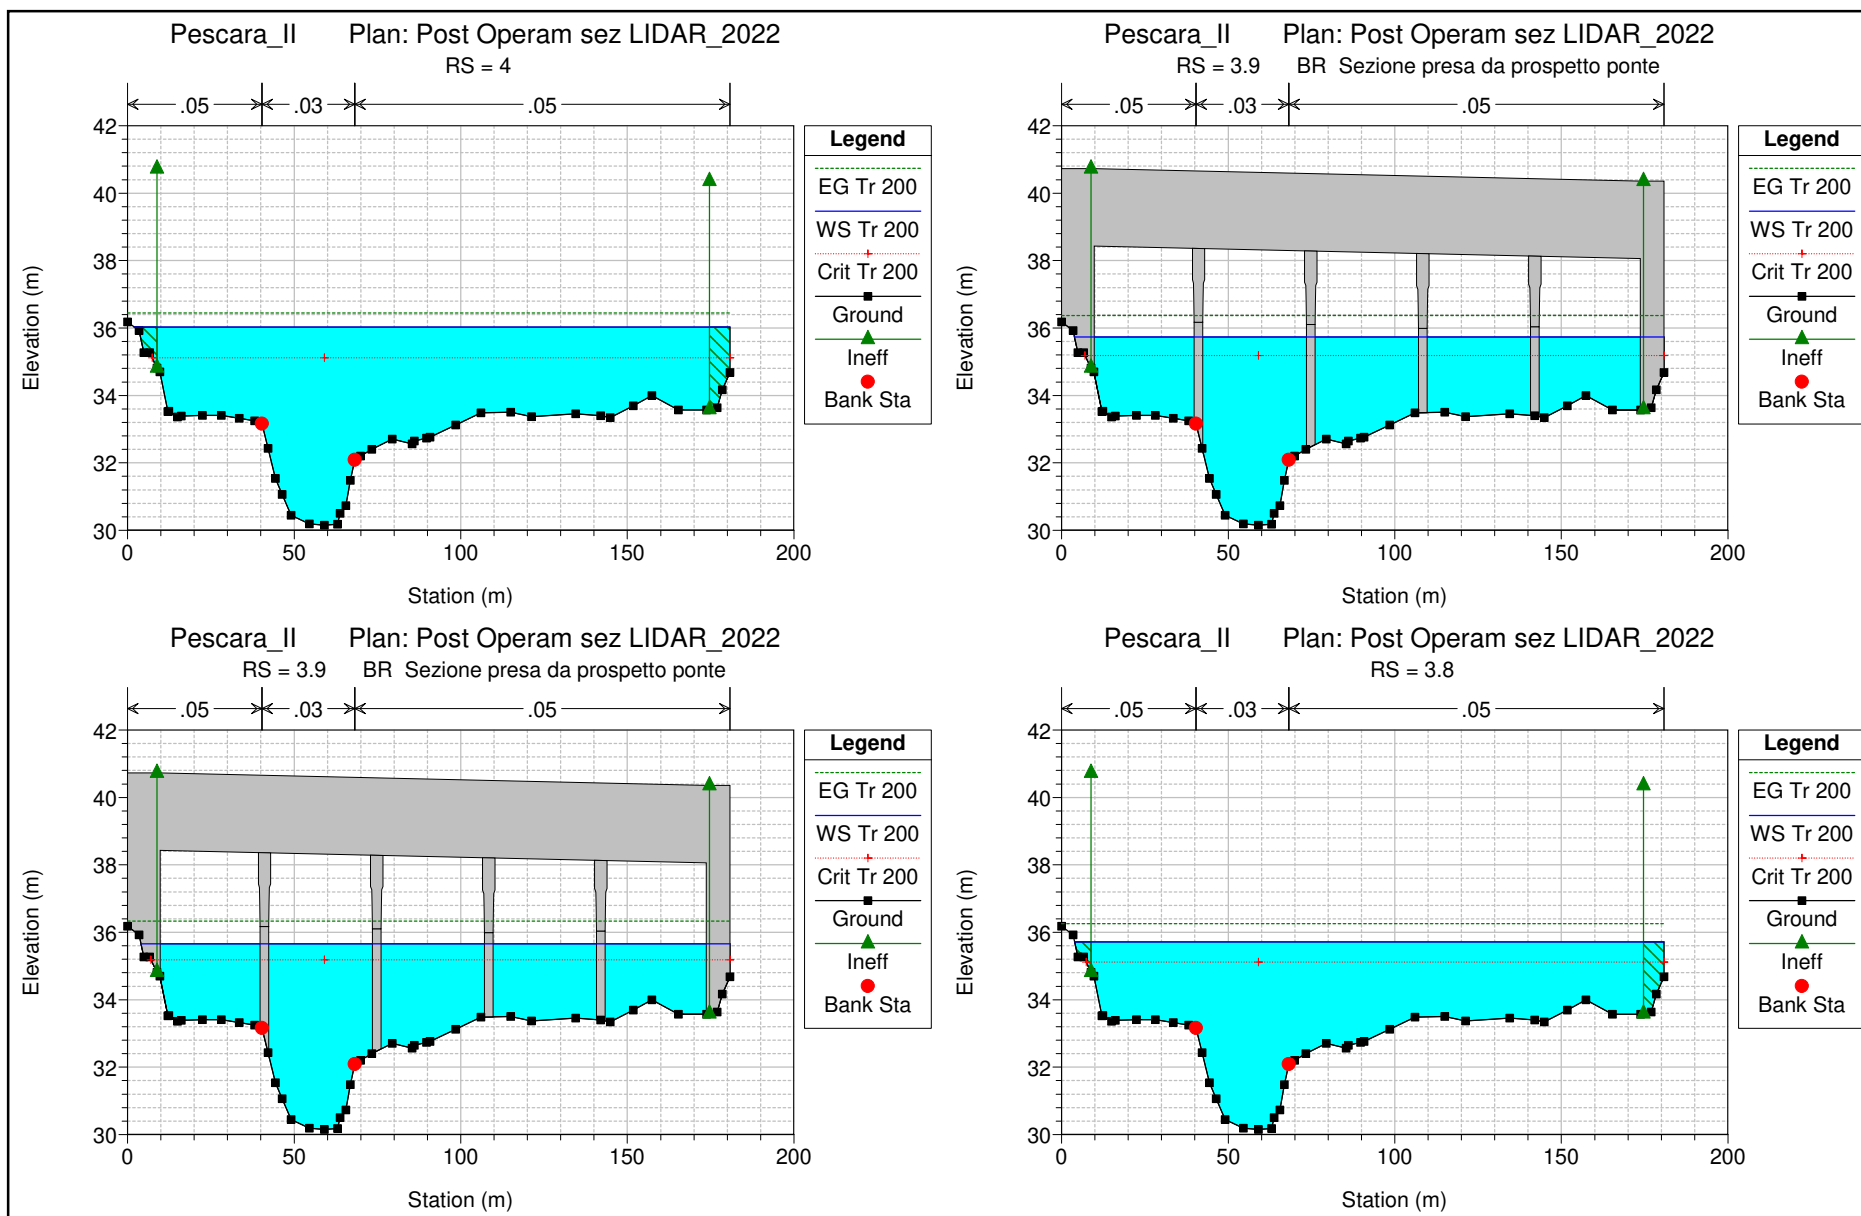 Pescara_II Plan: Post Operam sez LIDAR_2022
RS = 4
.05 .03 .05
42
40
38
36
34
32
30
0 50 100 150 200
Elevation (m)
Station (m)
Legend
EG Tr 200
WS Tr 200
Crit Tr 200
Ground
Ineff
Bank Sta
Pescara_II Plan: Post Operam sez LIDAR_2022
RS = 3.9 BR Sezione presa da prospetto ponte
.05 .03 .05
42
40
38
36
34
32
30
0 50 100 150 200
Elevation (m)
Station (m)
Legend
EG Tr 200
WS Tr 200
Crit Tr 200
Ground
Ineff
Bank Sta
Pescara_II Plan: Post Operam sez LIDAR_2022
RS = 3.9 BR Sezione presa da prospetto ponte
.05 .03 .05
42
40
38
36
34
32
30
0 50 100 150 200
Elevation (m)
Station (m)
Legend
EG Tr 200
WS Tr 200
Crit Tr 200
Ground
Ineff
Bank Sta
Pescara_II Plan: Post Operam sez LIDAR_2022
RS = 3.8
.05 .03 .05
42
40
38
36
34
32
30
0 50 100 150 200
Elevation (m)
Station (m)
Legend
EG Tr 200
WS Tr 200
Crit Tr 200
Ground
Ineff
Bank Sta